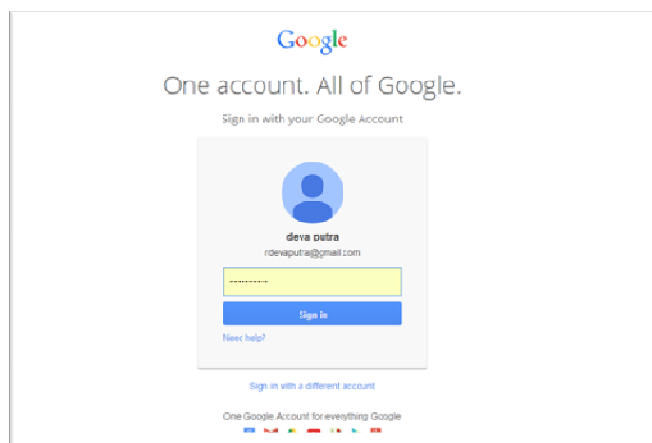 Google
One account. All of Google.
Sign in with your Google Account
deva putra
rdevaputra@gmail.com
----------
Sign in
Need help?
Sign in with a different account
One Google Account for everything Google